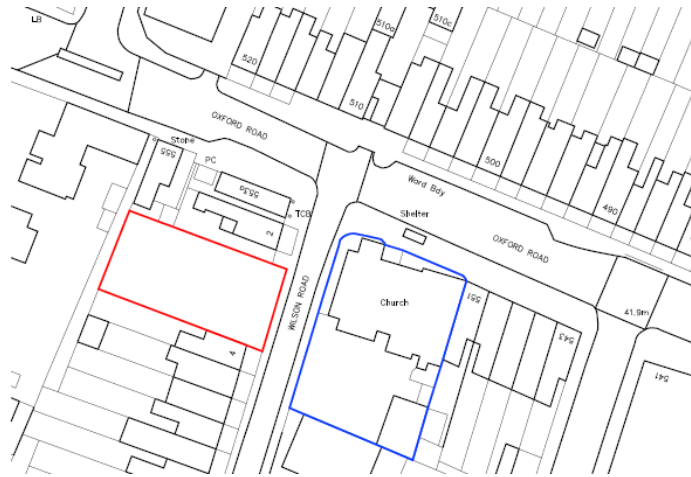 LB
510a
510c
520
510
OXFORD ROAD
Stone
555
PC
553a
TCB
2
500
Ward Bdy
490
Shelter
OXFORD ROAD
WILSON ROAD
Church
551
41.9m
543
541
4